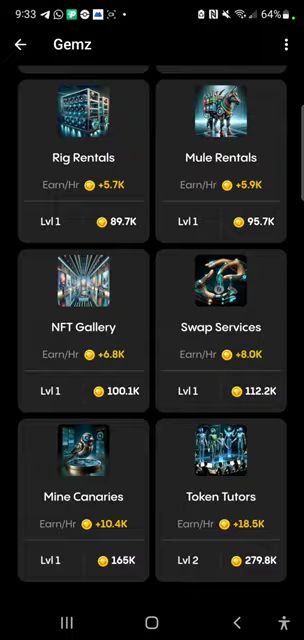 9:33
64%
Gemz
Rig Rentals
Earn/Hr +5.7K
Lvl 1 89.7K
Mule Rentals
Earn/Hr +5.9K
Lvl 1 95.7K
NFT Gallery
Earn/Hr +6.8K
Lvl 1 100.1K
Swap Services
Earn/Hr +8.0K
Lvl 1 112.2K
Mine Canaries
Earn/Hr +10.4K
Lvl 1 165K
Token Tutors
Earn/Hr +18.5K
Lvl 2 279.8K